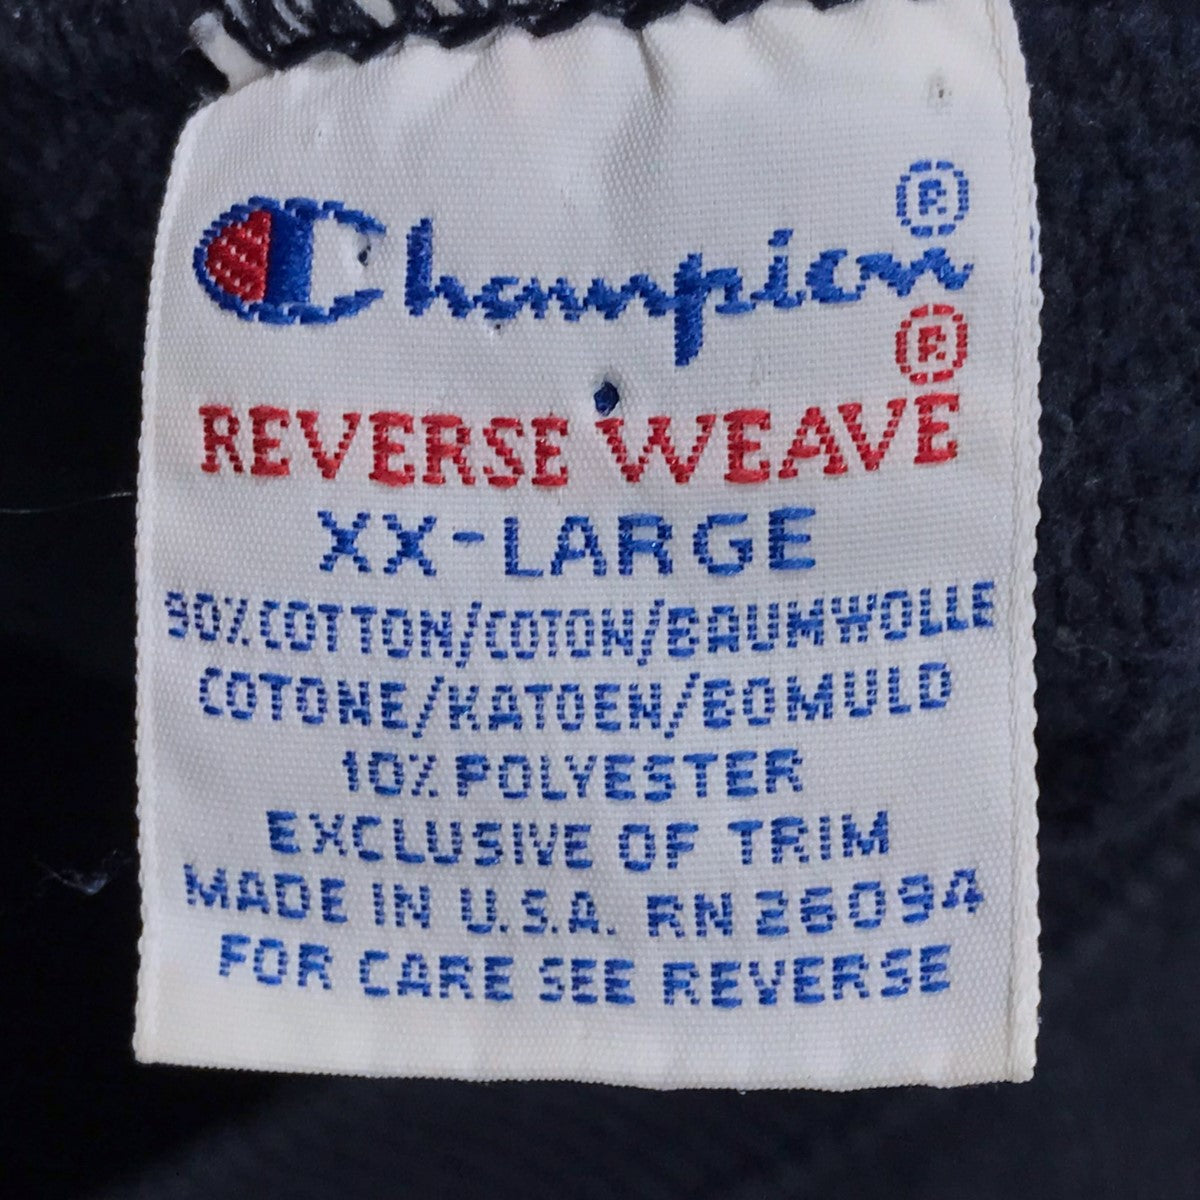 Champion®
REVERSE WEAVE®
XX-LARGE
90% COTTON/COTON/BAUMWOLLE
COTONE/KATOEN/BOMULD
10% POLYESTER
EXCLUSIVE OF TRIM
MADE IN U.S.A. RN 26094
FOR CARE SEE REVERSE